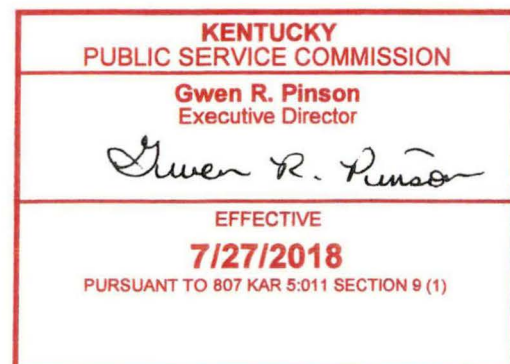 KENTUCKY
PUBLIC SERVICE COMMISSION
Gwen R. Pinson
Executive Director
Gwen R. Pinson
EFFECTIVE
7/27/2018
PURSUANT TO 807 KAR 5:011 SECTION 9 (1)